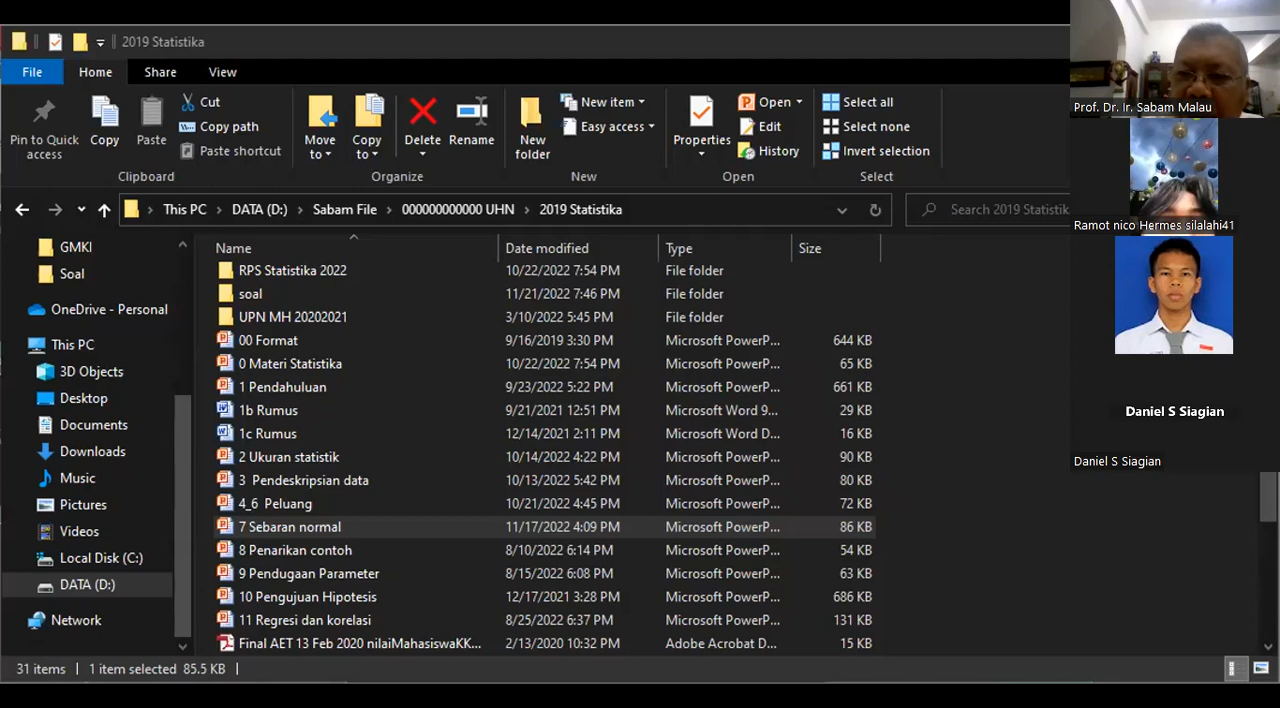 2019 Statistika
File
Home
Share
View
Pin to Quick access
Copy
Paste
Cut
Copy path
Paste shortcut
Clipboard
Move to
Copy to
Delete
Rename
Organize
New folder
New item
Easy access
New
Properties
Open
Edit
History
Open
Select all
Select none
Invert selection
Select
This PC > DATA (D:) > Sabam File > 000000000000 UHN > 2019 Statistika
Search 2019 Statistik
GMKI
Soal
OneDrive - Personal
This PC
3D Objects
Desktop
Documents
Downloads
Music
Pictures
Videos
Local Disk (C:)
DATA (D:)
Network
Name Date modified Type Size
RPS Statistika 2022 10/22/2022 7:54 PM File folder
soal 11/21/2022 7:46 PM File folder
UPN MH 20202021 3/10/2022 5:45 PM File folder
00 Format 9/16/2019 3:30 PM Microsoft PowerP... 644 KB
0 Materi Statistika 10/22/2022 7:54 PM Microsoft PowerP... 65 KB
1 Pendahuluan 9/23/2022 5:22 PM Microsoft PowerP... 661 KB
1b Rumus 9/21/2021 12:51 PM Microsoft Word 9... 29 KB
1c Rumus 12/14/2021 2:11 PM Microsoft Word D... 16 KB
2 Ukuran statistik 10/14/2022 4:22 PM Microsoft PowerP... 90 KB
3 Pendeskripsian data 10/13/2022 5:42 PM Microsoft PowerP... 80 KB
4_6 Peluang 10/21/2022 4:45 PM Microsoft PowerP... 72 KB
7 Sebaran normal 11/17/2022 4:09 PM Microsoft PowerP... 86 KB
8 Penarikan contoh 8/10/2022 6:14 PM Microsoft PowerP... 54 KB
9 Pendugaan Parameter 8/15/2022 6:08 PM Microsoft PowerP... 63 KB
10 Pengujuan Hipotesis 12/17/2021 3:28 PM Microsoft PowerP... 686 KB
11 Regresi dan korelasi 8/25/2022 6:37 PM Microsoft PowerP... 131 KB
Final AET 13 Feb 2020 nilaiMahasiswaKK... 2/13/2020 10:32 PM Adobe Acrobat D... 15 KB
31 items 1 item selected 85.5 KB
Prof. Dr. Ir. Sabam Malau
Ramot nico Hermes silalahi41
Daniel S Siagian
Daniel S Siagian